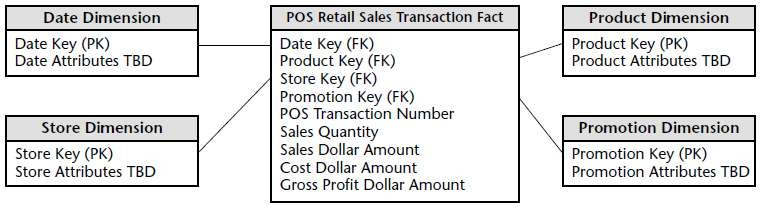 Date Dimension
Date Key (PK)
Date Attributes TBD
Store Dimension
Store Key (PK)
Store Attributes TBD
POS Retail Sales Transaction Fact
Date Key (FK)
Product Key (FK)
Store Key (FK)
Promotion Key (FK)
POS Transaction Number
Sales Quantity
Sales Dollar Amount
Cost Dollar Amount
Gross Profit Dollar Amount
Product Dimension
Product Key (PK)
Product Attributes TBD
Promotion Dimension
Promotion Key (PK)
Promotion Attributes TBD